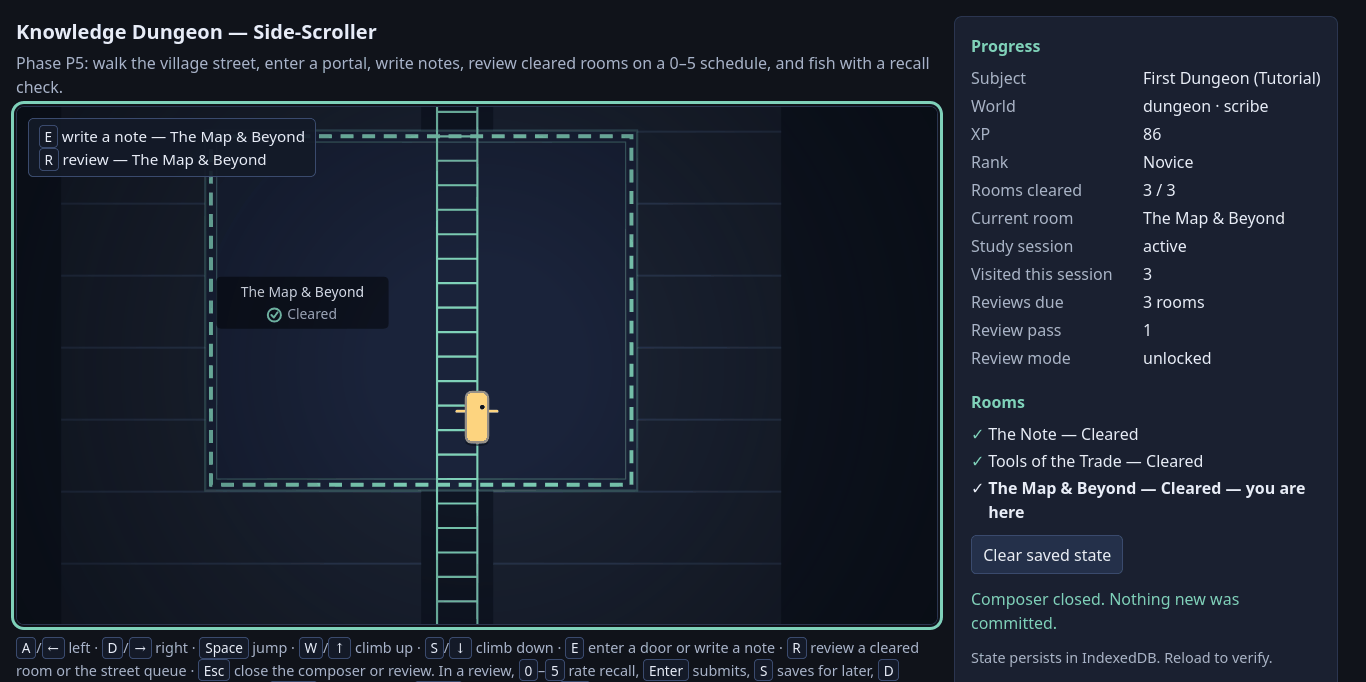 Knowledge Dungeon — Side-Scroller
Phase P5: walk the village street, enter a portal, write notes, review cleared rooms on a 0–5 schedule, and fish with a recall
check.
E write a note — The Map & Beyond
R review — The Map & Beyond
The Map & Beyond
Cleared
A/← left · D/→ right · Space jump · W/↑ climb up · S/↓ climb down · E enter a door or write a note · R review a cleared
room or the street queue · Esc close the composer or review. In a review, 0–5 rate recall, Enter submits, S saves for later, D
Progress
Subject First Dungeon (Tutorial)
World dungeon · scribe
XP 86
Rank Novice
Rooms cleared 3 / 3
Current room The Map & Beyond
Study session active
Visited this session 3
Reviews due 3 rooms
Review pass 1
Review mode unlocked
Rooms
✓ The Note — Cleared
✓ Tools of the Trade — Cleared
✓ The Map & Beyond — Cleared — you are
here
Clear saved state
Composer closed. Nothing new was
committed.
State persists in IndexedDB. Reload to verify.